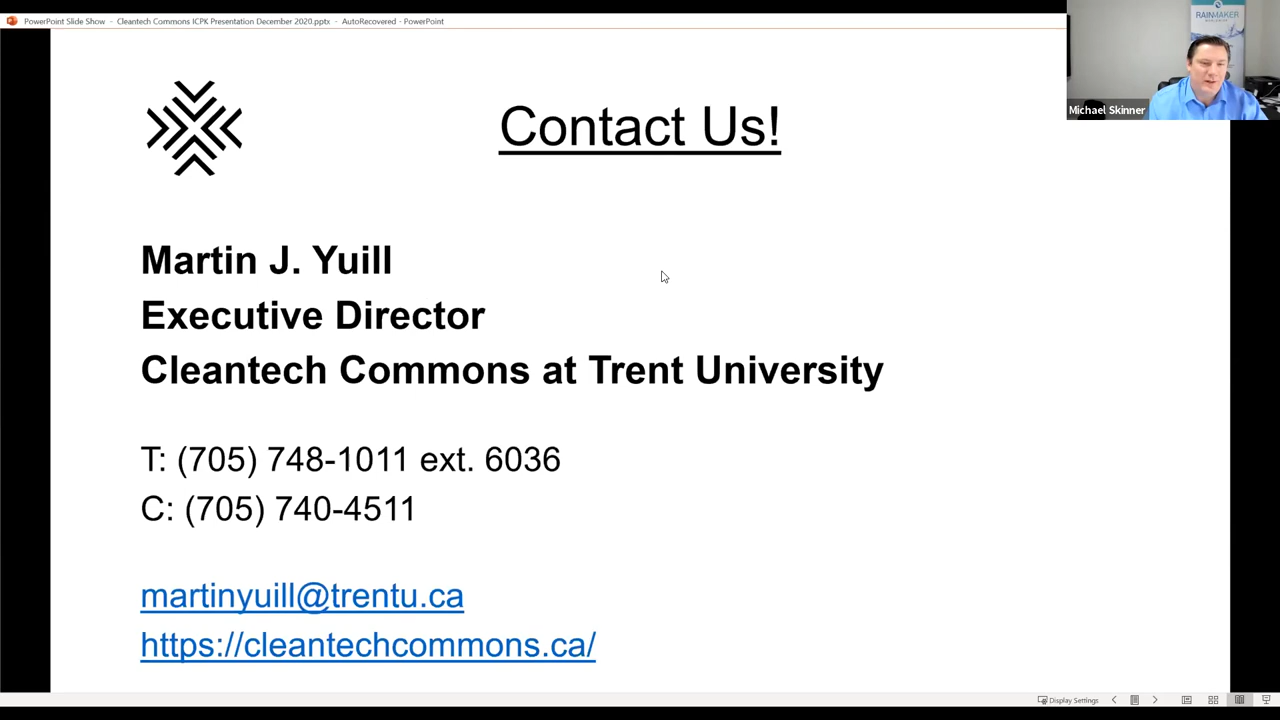 PowerPoint Slide Show - Cleantech Commons ICPK Presentation December 2020.pptx - AutoRecovered - PowerPoint
RAINMAKER
WORLDWIDE
Michael Skinner
Contact Us!
Martin J. Yuill
Executive Director
Cleantech Commons at Trent University
T: (705) 748-1011 ext. 6036
C: (705) 740-4511
martinyuill@trentu.ca
https://cleantechcommons.ca/
Display Settings